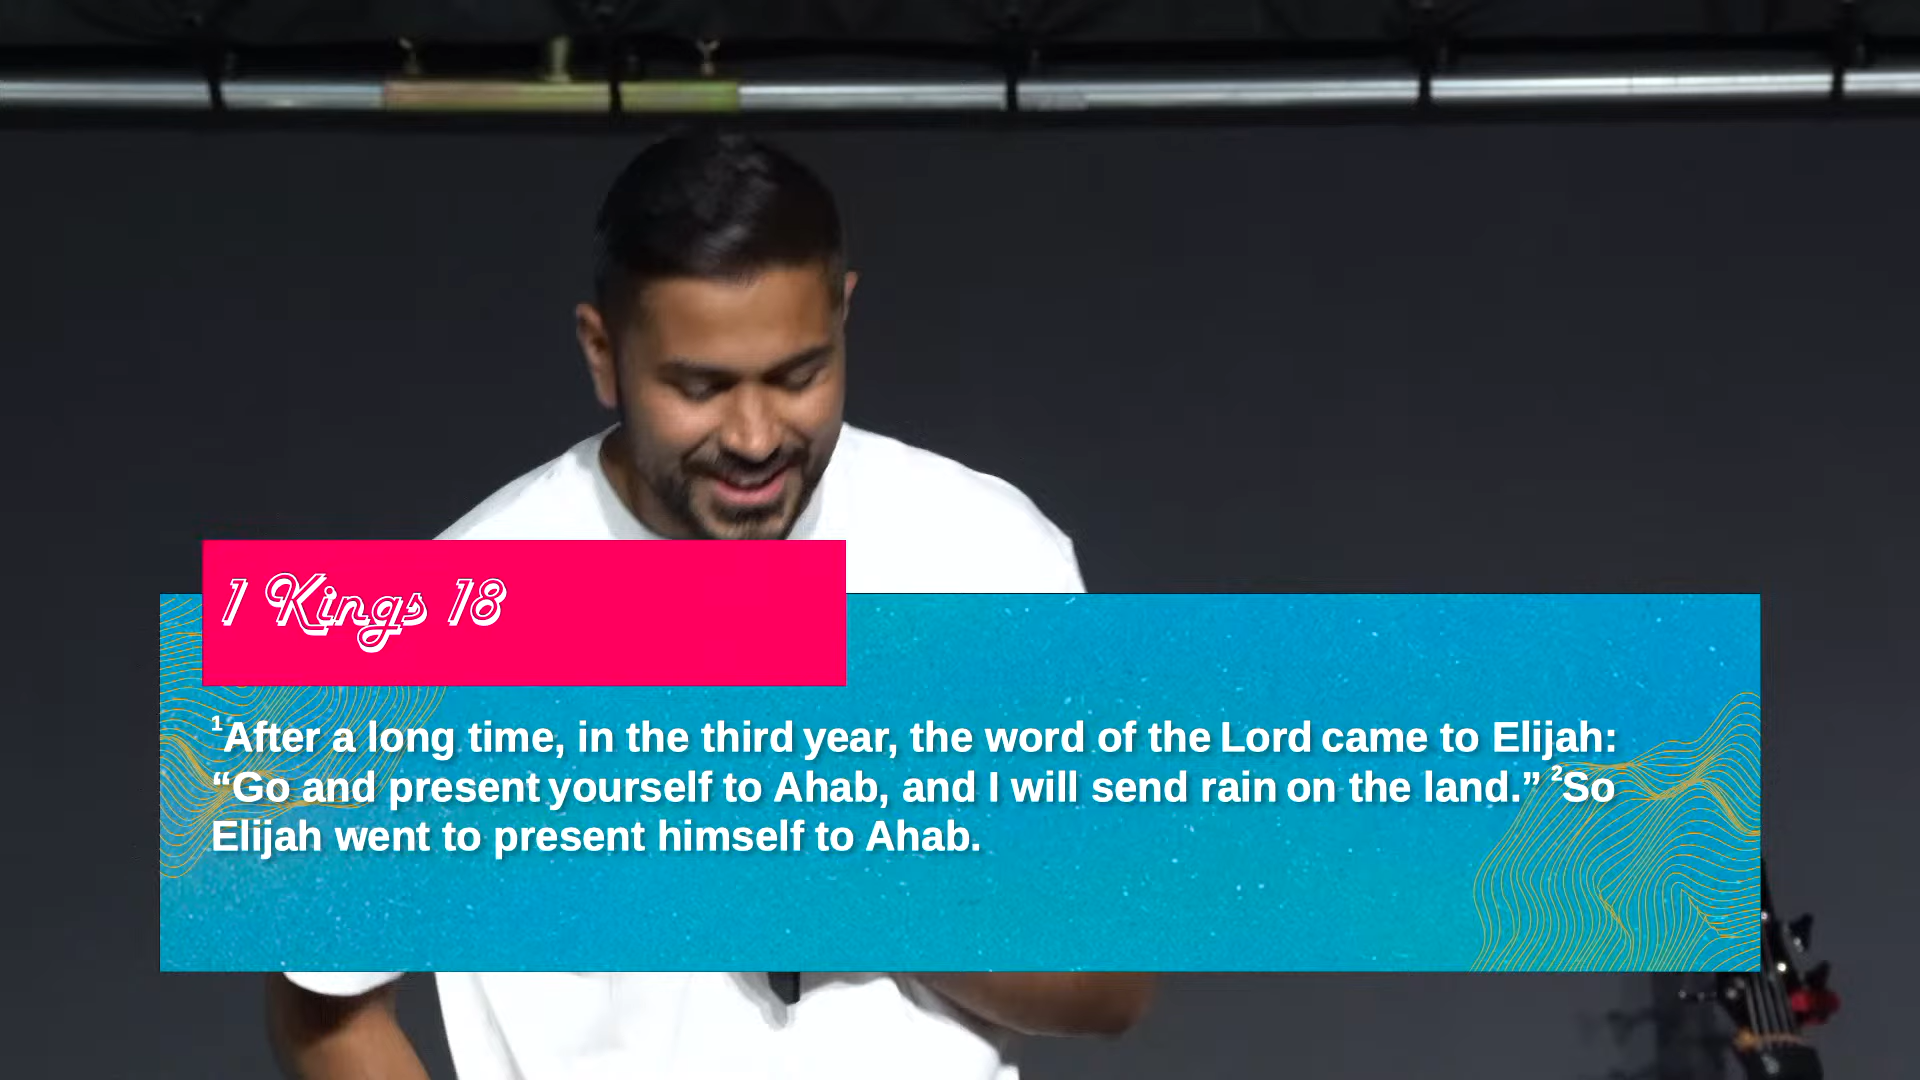 1 Kings 18
¹After a long time, in the third year, the word of the Lord came to Elijah:
“Go and present yourself to Ahab, and I will send rain on the land.” ²So
Elijah went to present himself to Ahab.